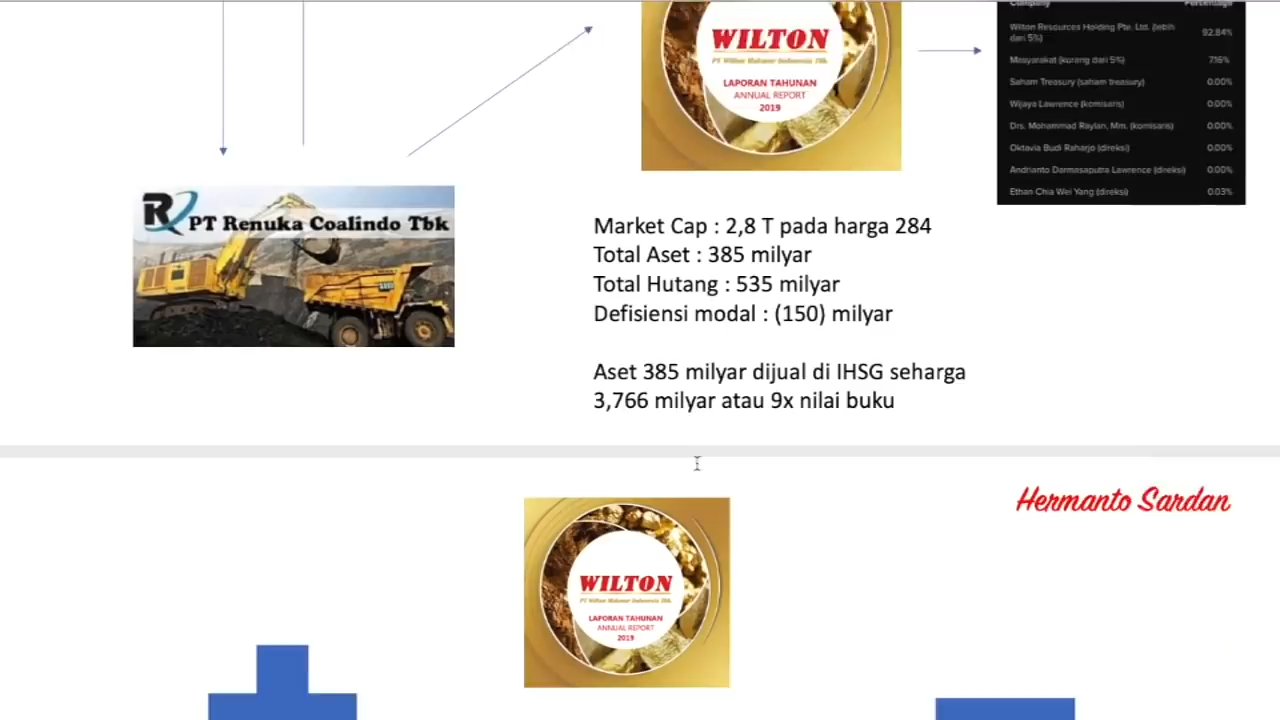 Company Percentage
Wilton Resources Holding Pte. Ltd. (lebih 92.84%
dari 5%)
Masyarakat (kurang dari 5%) 7.16%
Saham Treasury (saham treasury) 0.00%
Wijaya Lawrence (komisaris) 0.00%
Drs. Mohammad Raylan, Mm. (komisaris) 0.00%
Oktavia Budi Raharjo (direksi) 0.00%
Andrianto Darmasaputra Lawrence (direksi) 0.00%
Ethan Chia Wei Yang (direksi) 0.03%
WILTON
PT Wilton Makmur Indonesia Tbk.
LAPORAN TAHUNAN
ANNUAL REPORT
2019
R PT Renuka Coalindo Tbk
Market Cap : 2,8 T pada harga 284
Total Aset : 385 milyar
Total Hutang : 535 milyar
Defisiensi modal : (150) milyar
Aset 385 milyar dijual di IHSG seharga
3,766 milyar atau 9x nilai buku
Hermanto Sardan
WILTON
PT Wilton Makmur Indonesia Tbk.
LAPORAN TAHUNAN
ANNUAL REPORT
2019